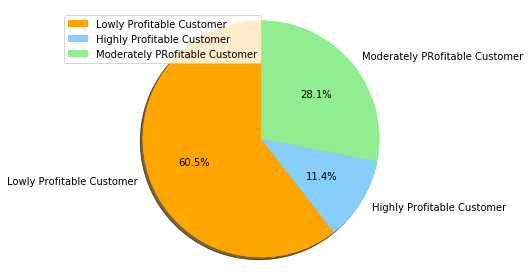 Lowly Profitable Customer
Highly Profitable Customer
Moderately PRofitable Customer
Moderately PRofitable Customer
28.1%
60.5%
11.4%
Lowly Profitable Customer
Highly Profitable Customer